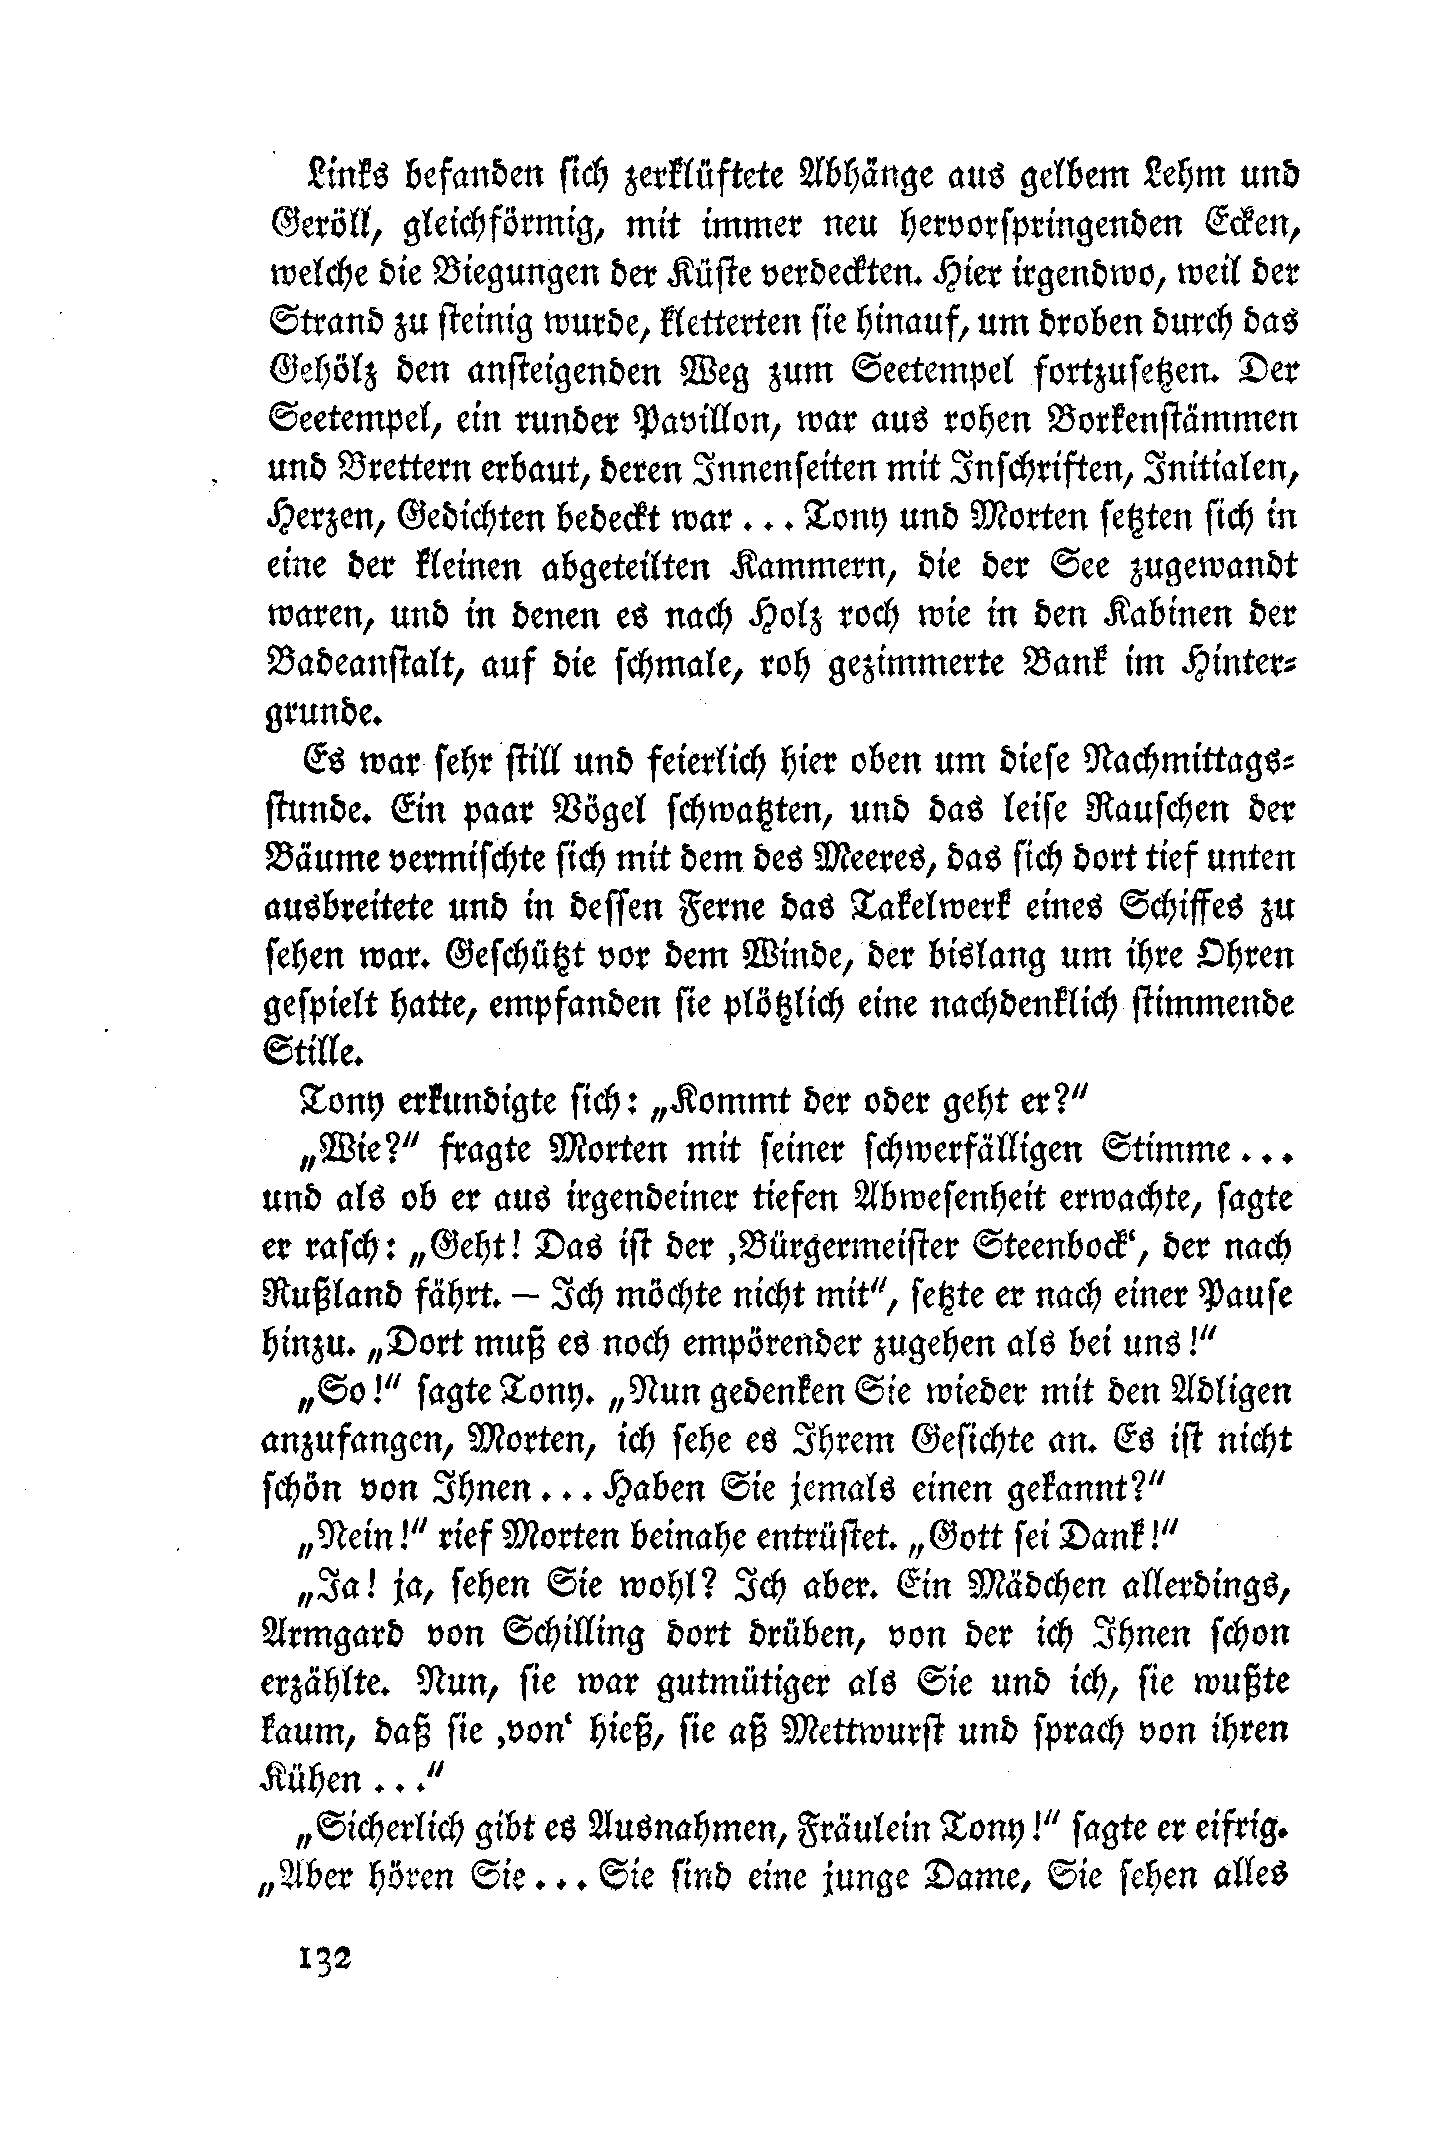 Links befanden sich zerklüftete Abhänge aus gelbem Lehm und
Geröll, gleichförmig, mit immer neu hervorspringenden Ecken,
welche die Biegungen der Küste verdeckten. Hier irgendwo, weil der
Strand zu steinig wurde, kletterten sie hinauf, um droben durch das
Gehölz den ansteigenden Weg zum Seetempel fortzusetzen. Der
Seetempel, ein runder Pavillon, war aus rohen Borkenstämmen
und Brettern erbaut, deren Innenseiten mit Inschriften, Initialen,
Herzen, Gedichten bedeckt war... Tony und Morten setzten sich in
eine der kleinen abgeteilten Kammern, die der See zugewandt
waren, und in denen es nach Holz roch wie in den Kabinen der
Badeanstalt, auf die schmale, roh gezimmerte Bank im Hinter-
grunde.
Es war sehr still und feierlich hier oben um diese Nachmittags-
stunde. Ein paar Vögel schwatzten, und das leise Rauschen der
Bäume vermischte sich mit dem des Meeres, das sich dort tief unten
ausbreitete und in dessen Ferne das Takelwerk eines Schiffes zu
sehen war. Geschützt vor dem Winde, der bislang um ihre Ohren
gespielt hatte, empfanden sie plötzlich eine nachdenklich stimmende
Stille.
Tony erkundigte sich: „Kommt der oder geht er?“
„Wie?“ fragte Morten mit seiner schwerfälligen Stimme...
und als ob er aus irgendeiner tiefen Abwesenheit erwachte, sagte
er rasch: „Geht! Das ist der ‚Bürgermeister Steenbock‘, der nach
Rußland fährt. — Ich möchte nicht mit“, setzte er nach einer Pause
hinzu. „Dort muß es noch empörender zugehen als bei uns!“
„So!“ sagte Tony. „Nun gedenken Sie wieder mit den Adligen
anzufangen, Morten, ich sehe es Ihrem Gesichte an. Es ist nicht
schön von Ihnen... Haben Sie jemals einen gekannt?“
„Nein!“ rief Morten beinahe entrüstet. „Gott sei Dank!“
„Ja! ja, sehen Sie wohl? Ich aber. Ein Mädchen allerdings,
Armgard von Schilling dort drüben, von der ich Ihnen schon
erzählte. Nun, sie war gutmütiger als Sie und ich, sie wußte
kaum, daß sie ‚von‘ hieß, sie aß Mettwurst und sprach von ihren
Kühen ...“
„Sicherlich gibt es Ausnahmen, Fräulein Tony!“ sagte er eifrig.
„Aber hören Sie... Sie sind eine junge Dame, Sie sehen alles
132